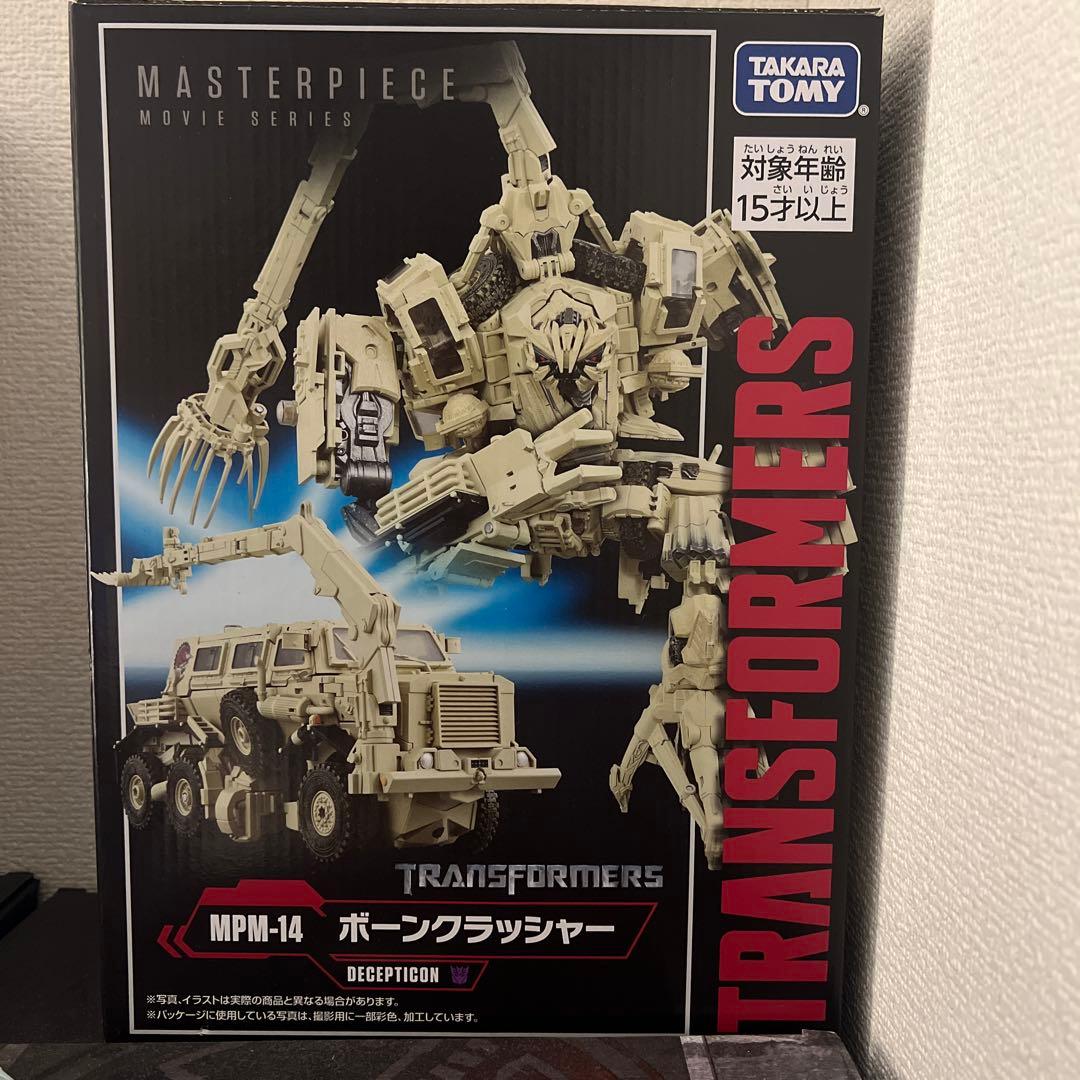 MASTERPIECE
MOVIE SERIES
TAKARA
TOMY
®
たいしょうねんれい
対象年齢
さいいじょう
15才以上
TRANSFORMERS
TRANSFORMERS
MPM-14 ボーンクラッシャー
DECEPTICON
※写真、イラストは実際の商品と異なる場合があります。
※パッケージに使用している写真は、撮影用に一部彩色、加工しています。